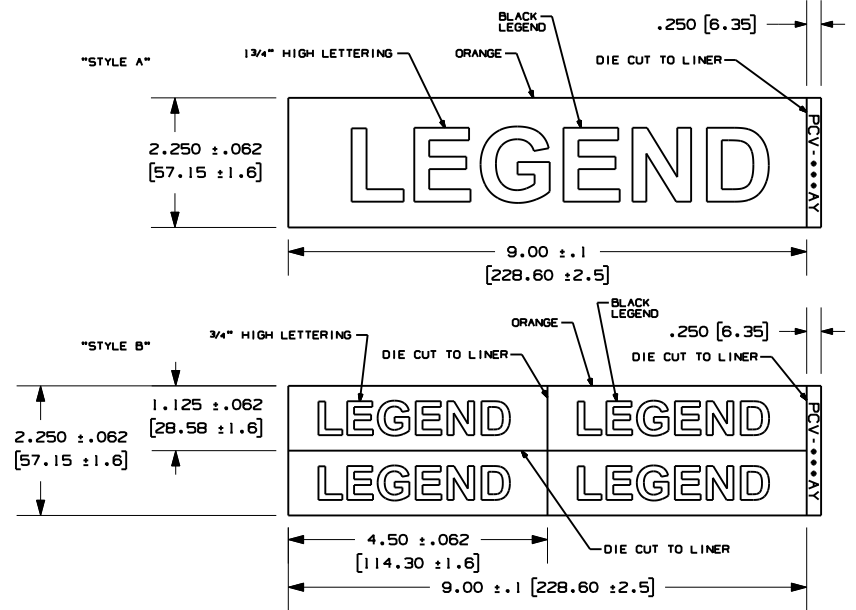 BLACK
LEGEND
.250 [6.35]
"STYLE A"
1 3/4" HIGH LETTERING
ORANGE
DIE CUT TO LINER
2.250 ±.062
[57.15 ±1.6]
LEGEND
PCV-••••AY
9.00 ±.1
[228.60 ±2.5]
BLACK
LEGEND
"STYLE B"
3/4" HIGH LETTERING
ORANGE
.250 [6.35]
DIE CUT TO LINER
DIE CUT TO LINER
1.125 ±.062
[28.58 ±1.6]
2.250 ±.062
[57.15 ±1.6]
LEGEND LEGEND
LEGEND LEGEND
PCV-••••AY
4.50 ±.062
[114.30 ±1.6]
DIE CUT TO LINER
9.00 ±.1 [228.60 ±2.5]